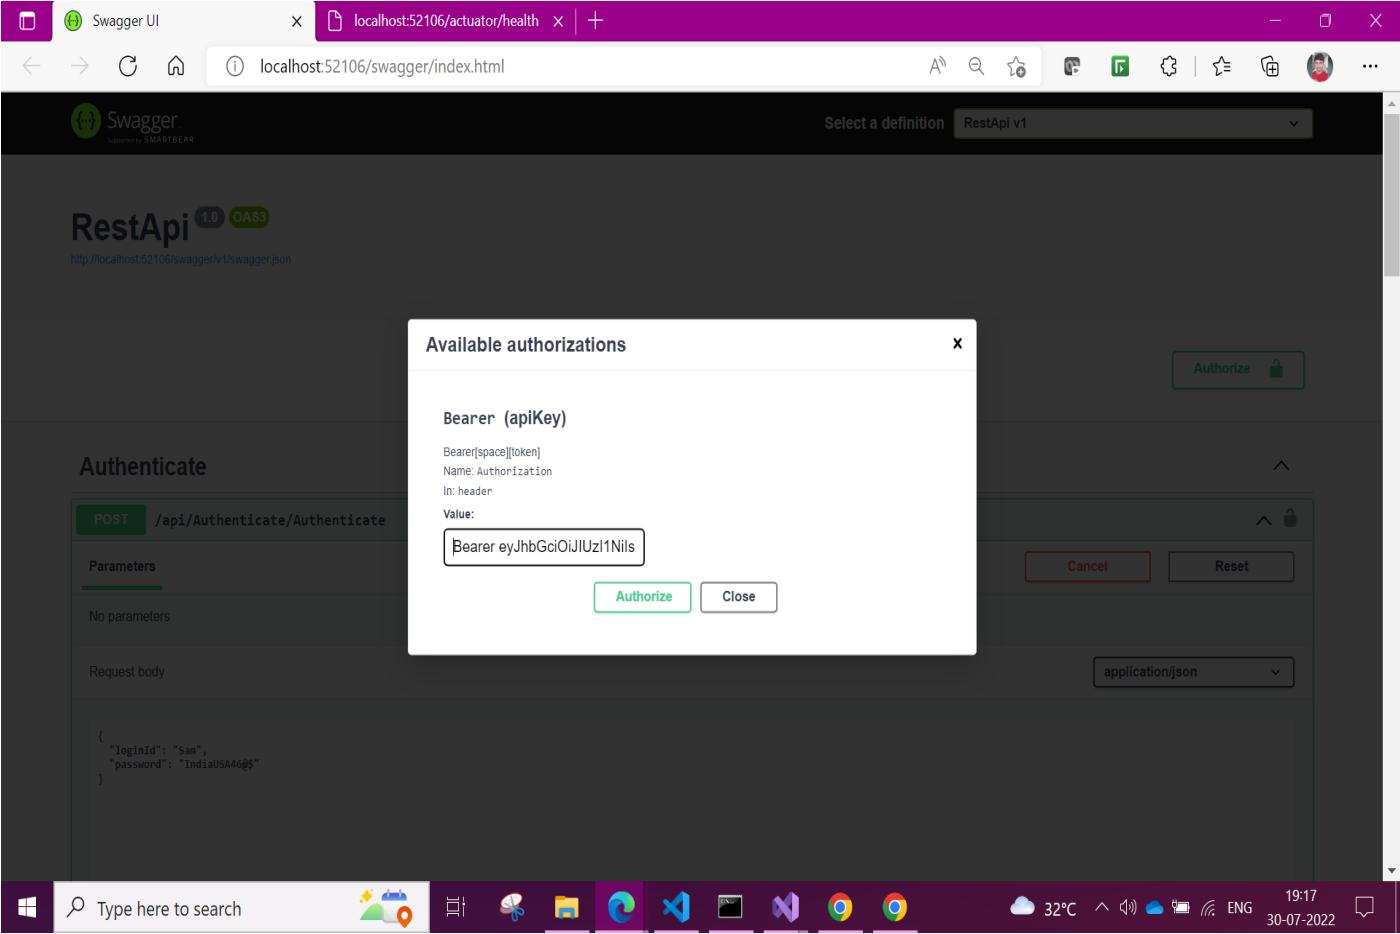 Swagger UI
localhost:52106/actuator/health
localhost:52106/swagger/index.html
Swagger
Supported by SMARTBEAR
Select a definition
RestApi v1
RestApi 1.0 OAS3
http://localhost:52106/swagger/v1/swagger.json
Available authorizations
x
Authorize
Bearer (apiKey)
Bearer[space][token]
Name: Authorization
In: header
Value:
Bearer eyJhbGciOiJIUzI1NiIs
Authorize
Close
Authenticate
POST /api/Authenticate/Authenticate
Parameters
Cancel
Reset
No parameters
Request body
application/json
{
"loginId": "Sam",
"password": "IndiaUSA46@$"
}
Type here to search
32°C
ENG
19:17
30-07-2022